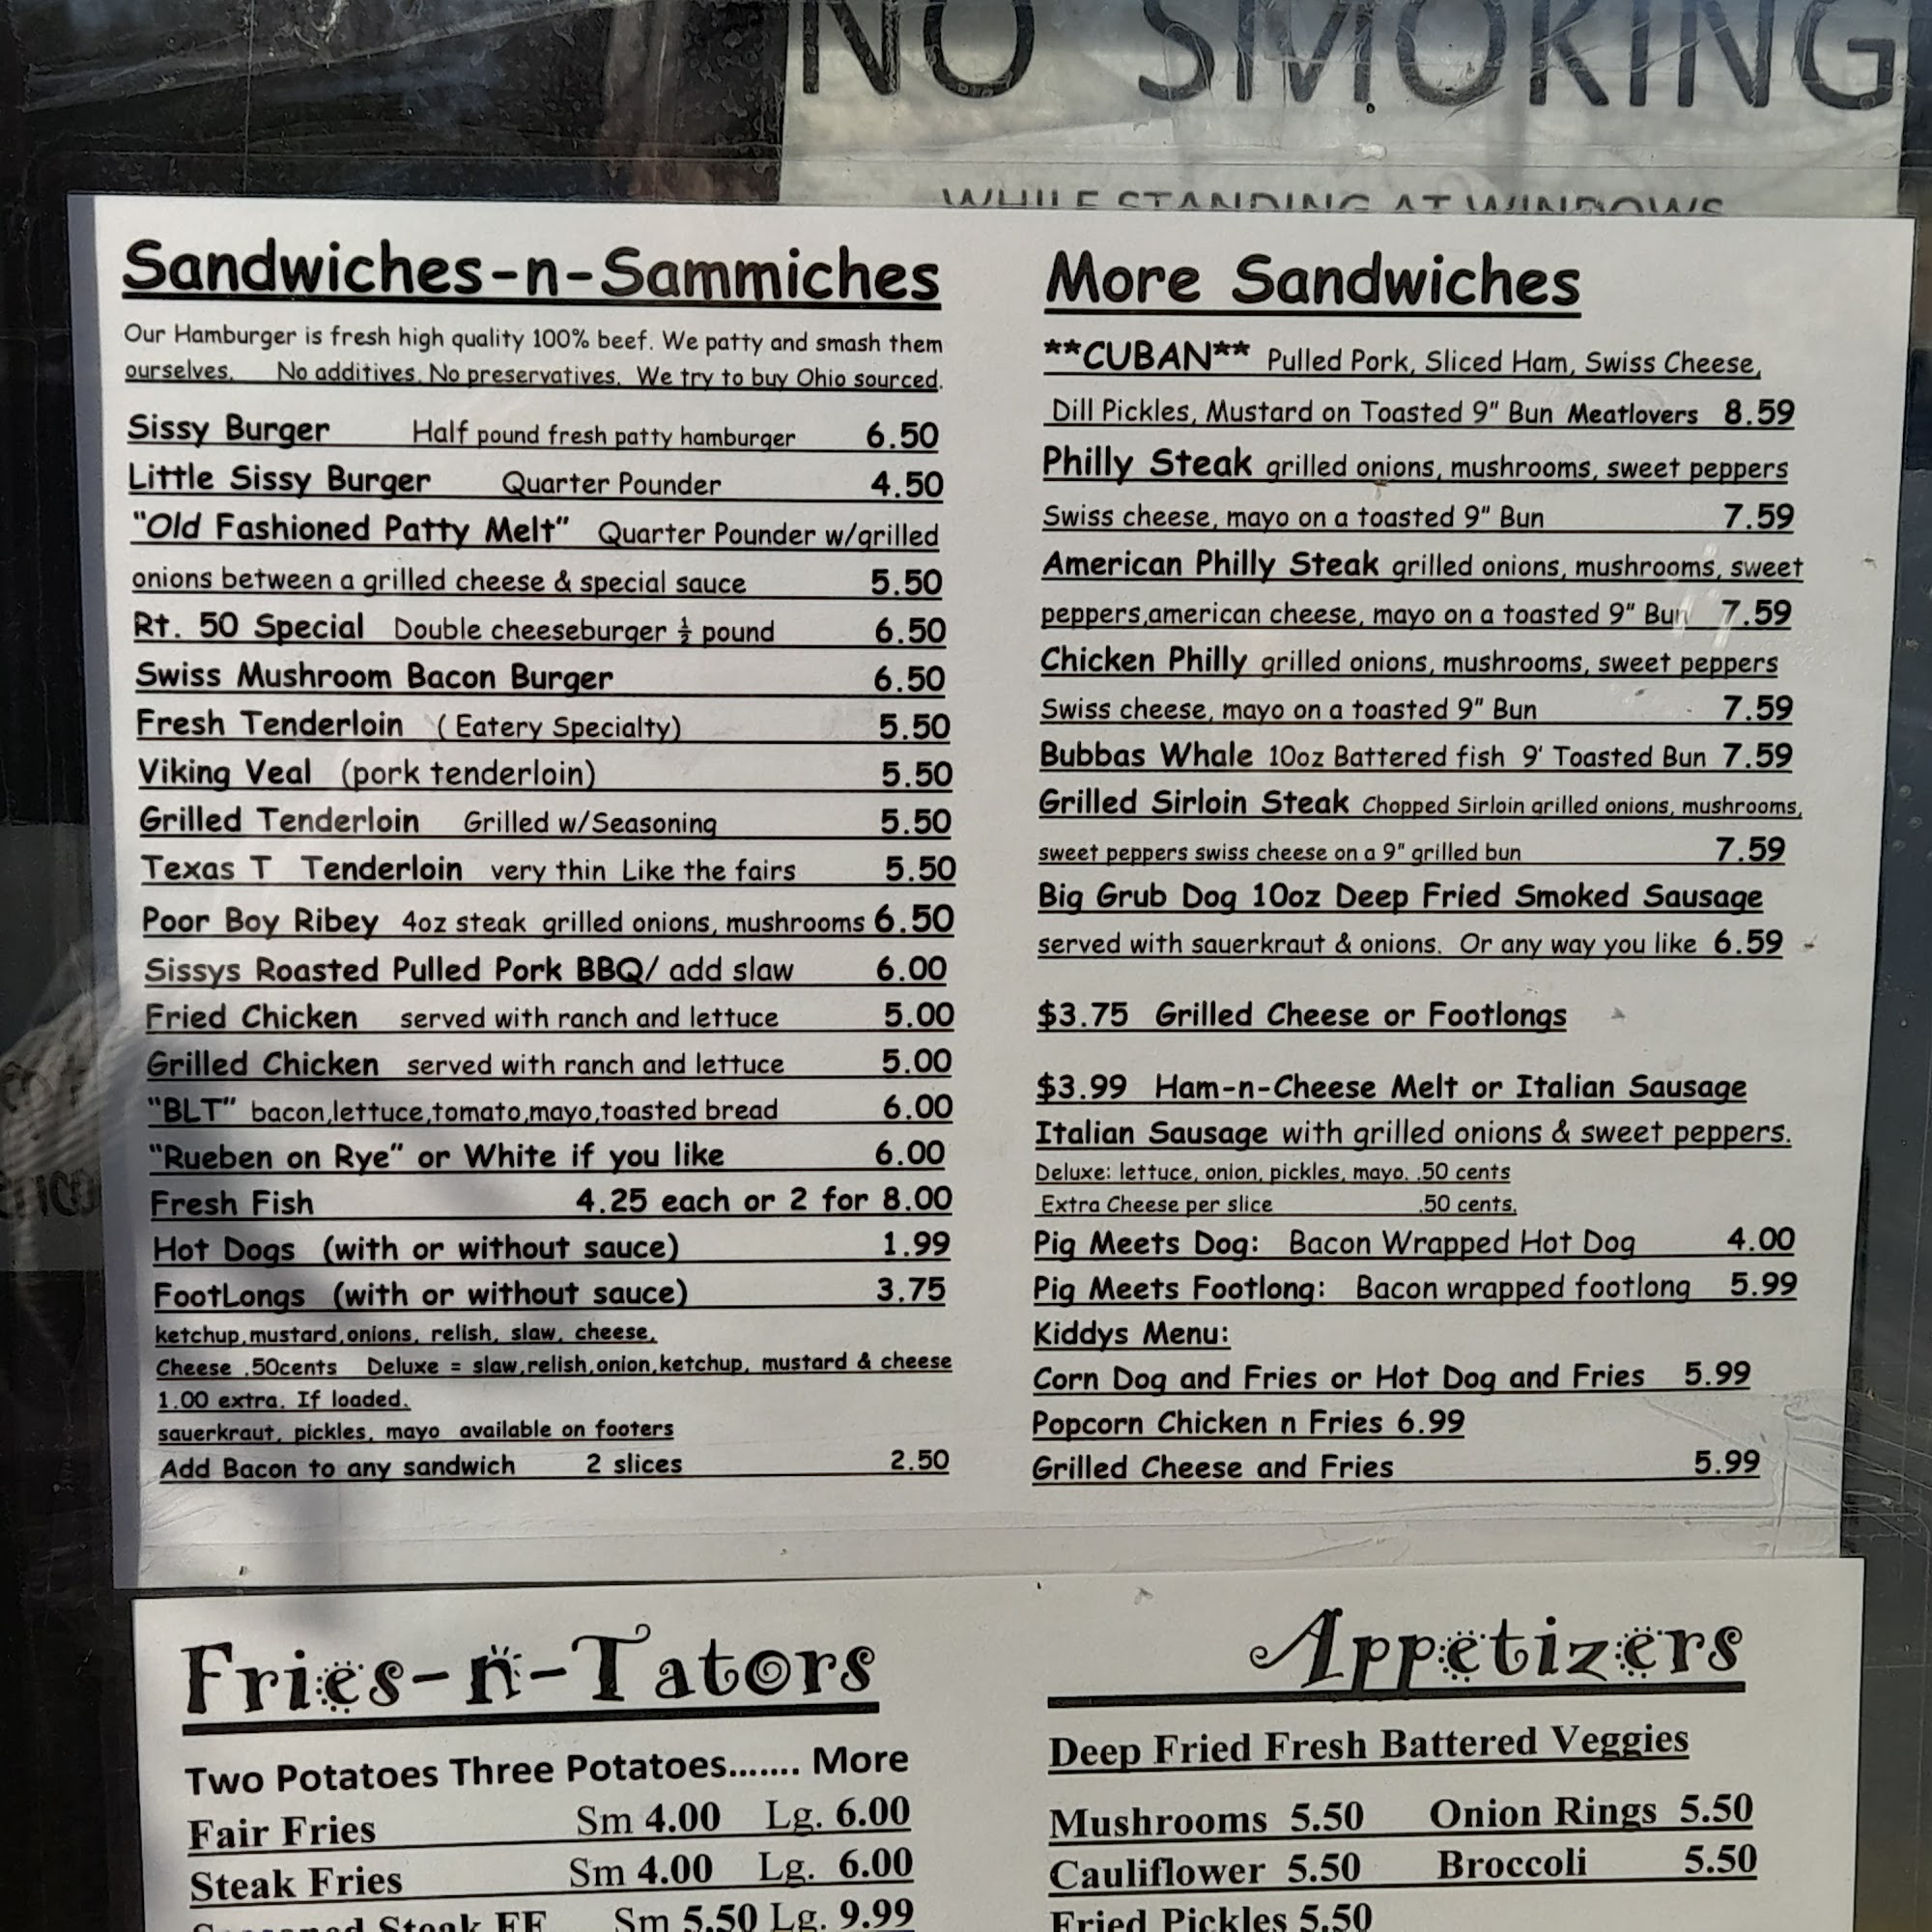 NO SMOKING
WHILE STANDING AT WINDOWS
Sandwiches-n-Sammiches
Our Hamburger is fresh high quality 100% beef. We patty and smash them
ourselves. No additives. No preservatives. We try to buy Ohio sourced.
Sissy Burger Half pound fresh patty hamburger 6.50
Little Sissy Burger Quarter Pounder 4.50
"Old Fashioned Patty Melt" Quarter Pounder w/grilled
onions between a grilled cheese & special sauce 5.50
Rt. 50 Special Double cheeseburger ½ pound 6.50
Swiss Mushroom Bacon Burger 6.50
Fresh Tenderloin ( Eatery Specialty) 5.50
Viking Veal (pork tenderloin) 5.50
Grilled Tenderloin Grilled w/Seasoning 5.50
Texas T Tenderloin very thin Like the fairs 5.50
Poor Boy Ribey 4oz steak grilled onions, mushrooms 6.50
Sissys Roasted Pulled Pork BBQ/ add slaw 6.00
Fried Chicken served with ranch and lettuce 5.00
Grilled Chicken served with ranch and lettuce 5.00
"BLT" bacon,lettuce,tomato,mayo,toasted bread 6.00
"Rueben on Rye" or White if you like 6.00
Fresh Fish 4.25 each or 2 for 8.00
Hot Dogs (with or without sauce) 1.99
FootLongs (with or without sauce) 3.75
ketchup,mustard,onions, relish, slaw, cheese,
Cheese .50cents Deluxe = slaw,relish,onion,ketchup, mustard & cheese
1.00 extra. If loaded.
sauerkraut, pickles, mayo available on footers
Add Bacon to any sandwich 2 slices 2.50
More Sandwiches
**CUBAN** Pulled Pork, Sliced Ham, Swiss Cheese,
Dill Pickles, Mustard on Toasted 9" Bun Meatlovers 8.59
Philly Steak grilled onions, mushrooms, sweet peppers
Swiss cheese, mayo on a toasted 9" Bun 7.59
American Philly Steak grilled onions, mushrooms, sweet
peppers,american cheese, mayo on a toasted 9" Bun 7.59
Chicken Philly grilled onions, mushrooms, sweet peppers
Swiss cheese, mayo on a toasted 9" Bun 7.59
Bubbas Whale 10oz Battered fish 9' Toasted Bun 7.59
Grilled Sirloin Steak Chopped Sirloin grilled onions, mushrooms,
sweet peppers swiss cheese on a 9" grilled bun 7.59
Big Grub Dog 10oz Deep Fried Smoked Sausage
served with sauerkraut & onions. Or any way you like 6.59
$3.75 Grilled Cheese or Footlongs
$3.99 Ham-n-Cheese Melt or Italian Sausage
Italian Sausage with grilled onions & sweet peppers.
Deluxe: lettuce, onion, pickles, mayo. .50 cents
Extra Cheese per slice .50 cents.
Pig Meets Dog: Bacon Wrapped Hot Dog 4.00
Pig Meets Footlong: Bacon wrapped footlong 5.99
Kiddys Menu:
Corn Dog and Fries or Hot Dog and Fries 5.99
Popcorn Chicken n Fries 6.99
Grilled Cheese and Fries 5.99
Fries-n-Tators
Two Potatoes Three Potatoes....... More
Fair Fries Sm 4.00 Lg. 6.00
Steak Fries Sm 4.00 Lg. 6.00
Steak FF Sm 5.50 Lg. 9.99
Appetizers
Deep Fried Fresh Battered Veggies
Mushrooms 5.50 Onion Rings 5.50
Cauliflower 5.50 Broccoli 5.50
Fried Pickles 5.50